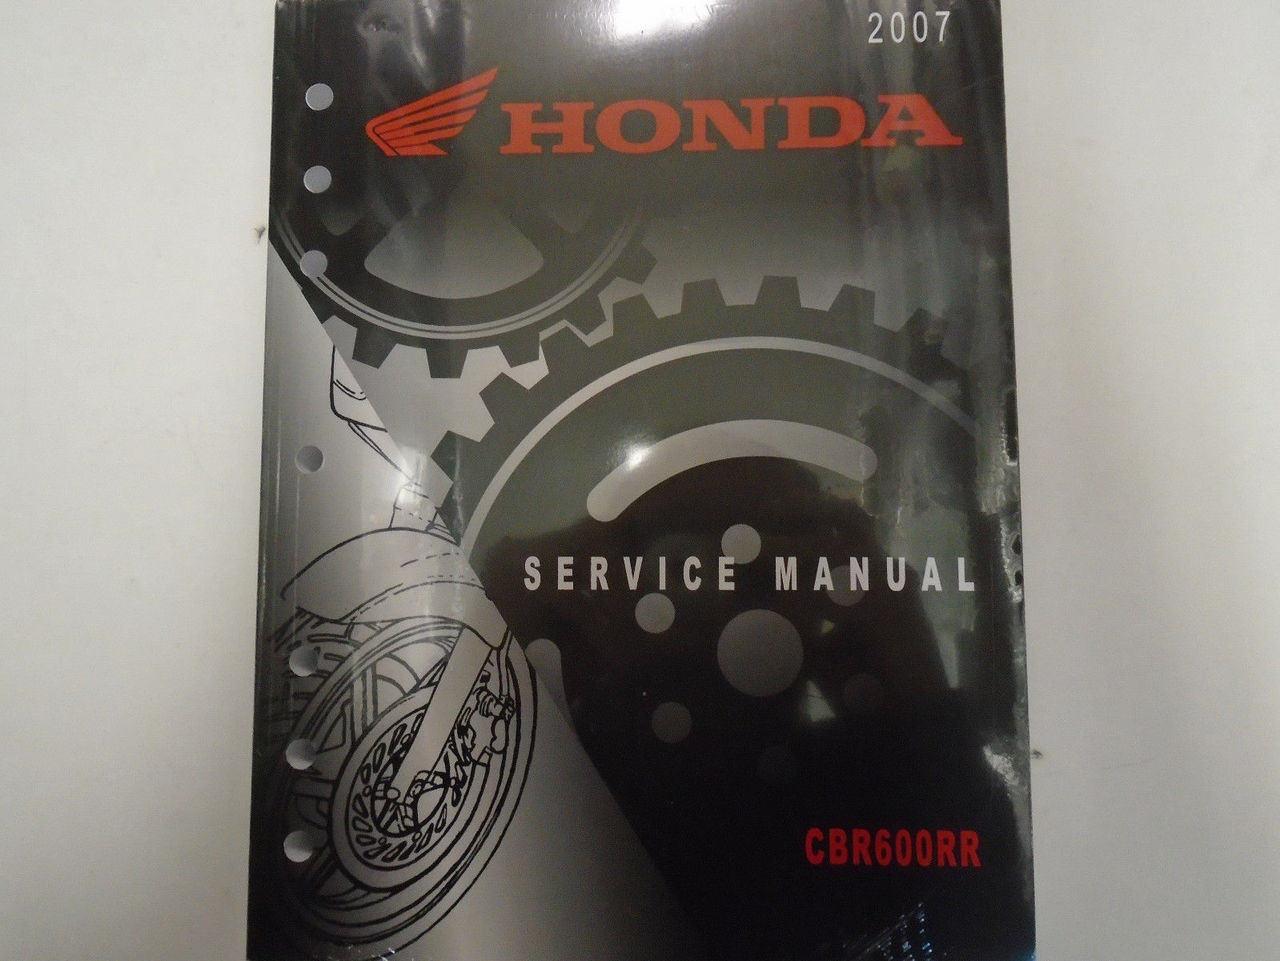 2007
HONDA
SERVICE MANUAL
CBR600RR